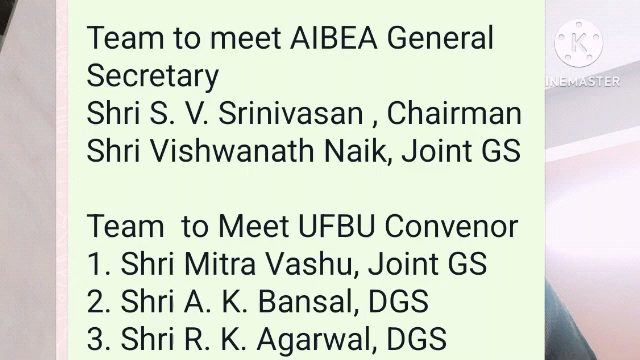 Team to meet AIBEA General
Secretary
Shri S. V. Srinivasan , Chairman
Shri Vishwanath Naik, Joint GS
Team to Meet UFBU Convenor
1. Shri Mitra Vashu, Joint GS
2. Shri A. K. Bansal, DGS
3. Shri R. K. Agarwal, DGS
K
INEMASTER